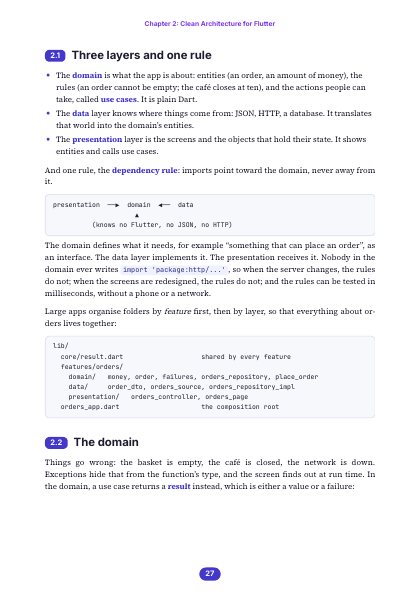 Chapter 2: Clean Architecture for Flutter
2.1 Three layers and one rule
• The domain is what the app is about: entities (an order, an amount of money), the
rules (an order cannot be empty; the café closes at ten), and the actions people can
take, called use cases. It is plain Dart.
• The data layer knows where things come from: JSON, HTTP, a database. It translates
that world into the domain's entities.
• The presentation layer is the screens and the objects that hold their state. It shows
entities and calls use cases.
And one rule, the dependency rule: imports point toward the domain, never away from
it.
presentation ──▶ domain ◀── data
▲
(knows no Flutter, no JSON, no HTTP)
The domain defines what it needs, for example “something that can place an order”, as
an interface. The data layer implements it. The presentation receives it. Nobody in the
domain ever writes import 'package:http/...', so when the server changes, the rules
do not; when the screens are redesigned, the rules do not; and the rules can be tested in
milliseconds, without a phone or a network.
Large apps organise folders by feature first, then by layer, so that everything about or-
ders lives together:
lib/
core/result.dart shared by every feature
features/orders/
domain/ money, order, failures, orders_repository, place_order
data/ order_dto, orders_source, orders_repository_impl
presentation/ orders_controller, orders_page
orders_app.dart the composition root
2.2 The domain
Things go wrong: the basket is empty, the café is closed, the network is down.
Exceptions hide that from the function's type, and the screen finds out at run time. In
the domain, a use case returns a result instead, which is either a value or a failure:
27